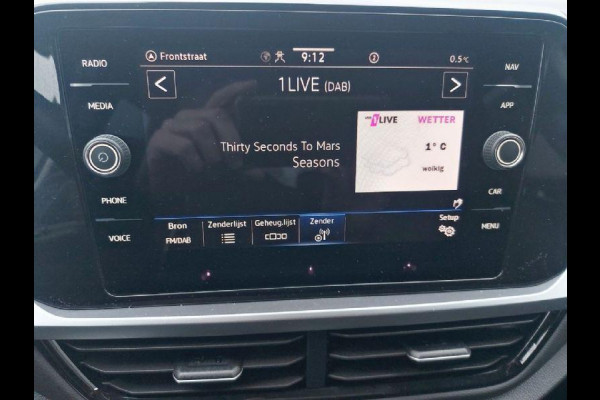 RADIO
MEDIA
PHONE
VOICE
Frontstraat
9:12
0.5°C
1LIVE (DAB)
Thirty Seconds To Mars
Seasons
1LIVE WETTER
1° C
wolkig
Bron
FM/DAB
Zenderlijst
Geheug.lijst
Zender
Setup
NAV
APP
CAR
MENU